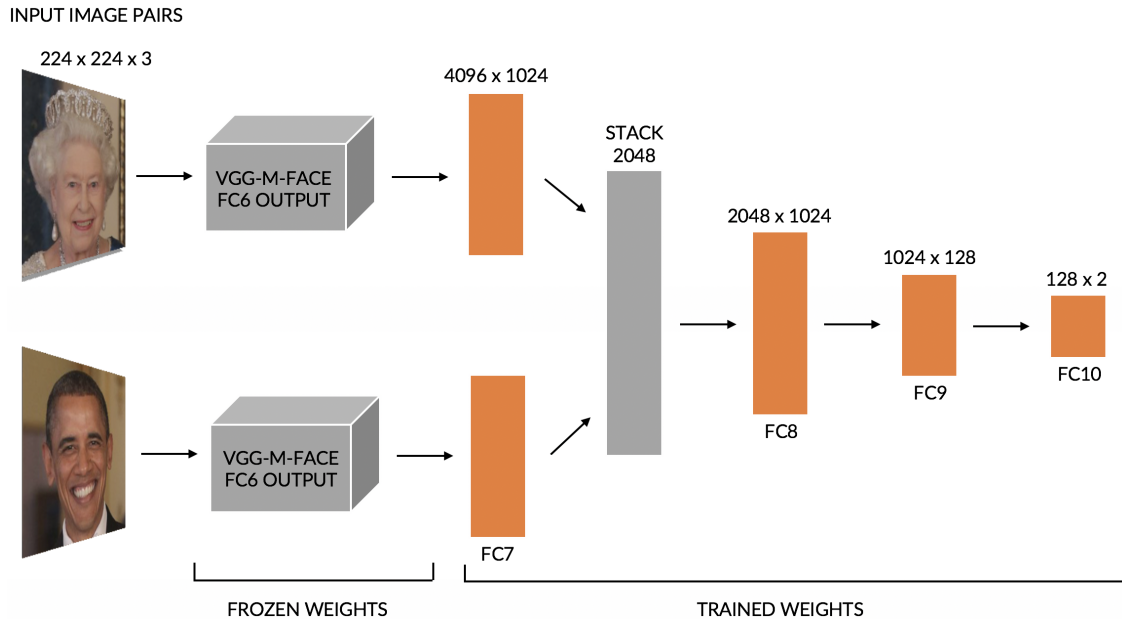 INPUT IMAGE PAIRS
224 x 224 x 3
4096 x 1024
VGG-M-FACE
FC6 OUTPUT
STACK
2048
2048 x 1024
1024 x 128
128 x 2
FC10
FC9
FC8
VGG-M-FACE
FC6 OUTPUT
FC7
FROZEN WEIGHTS
TRAINED WEIGHTS